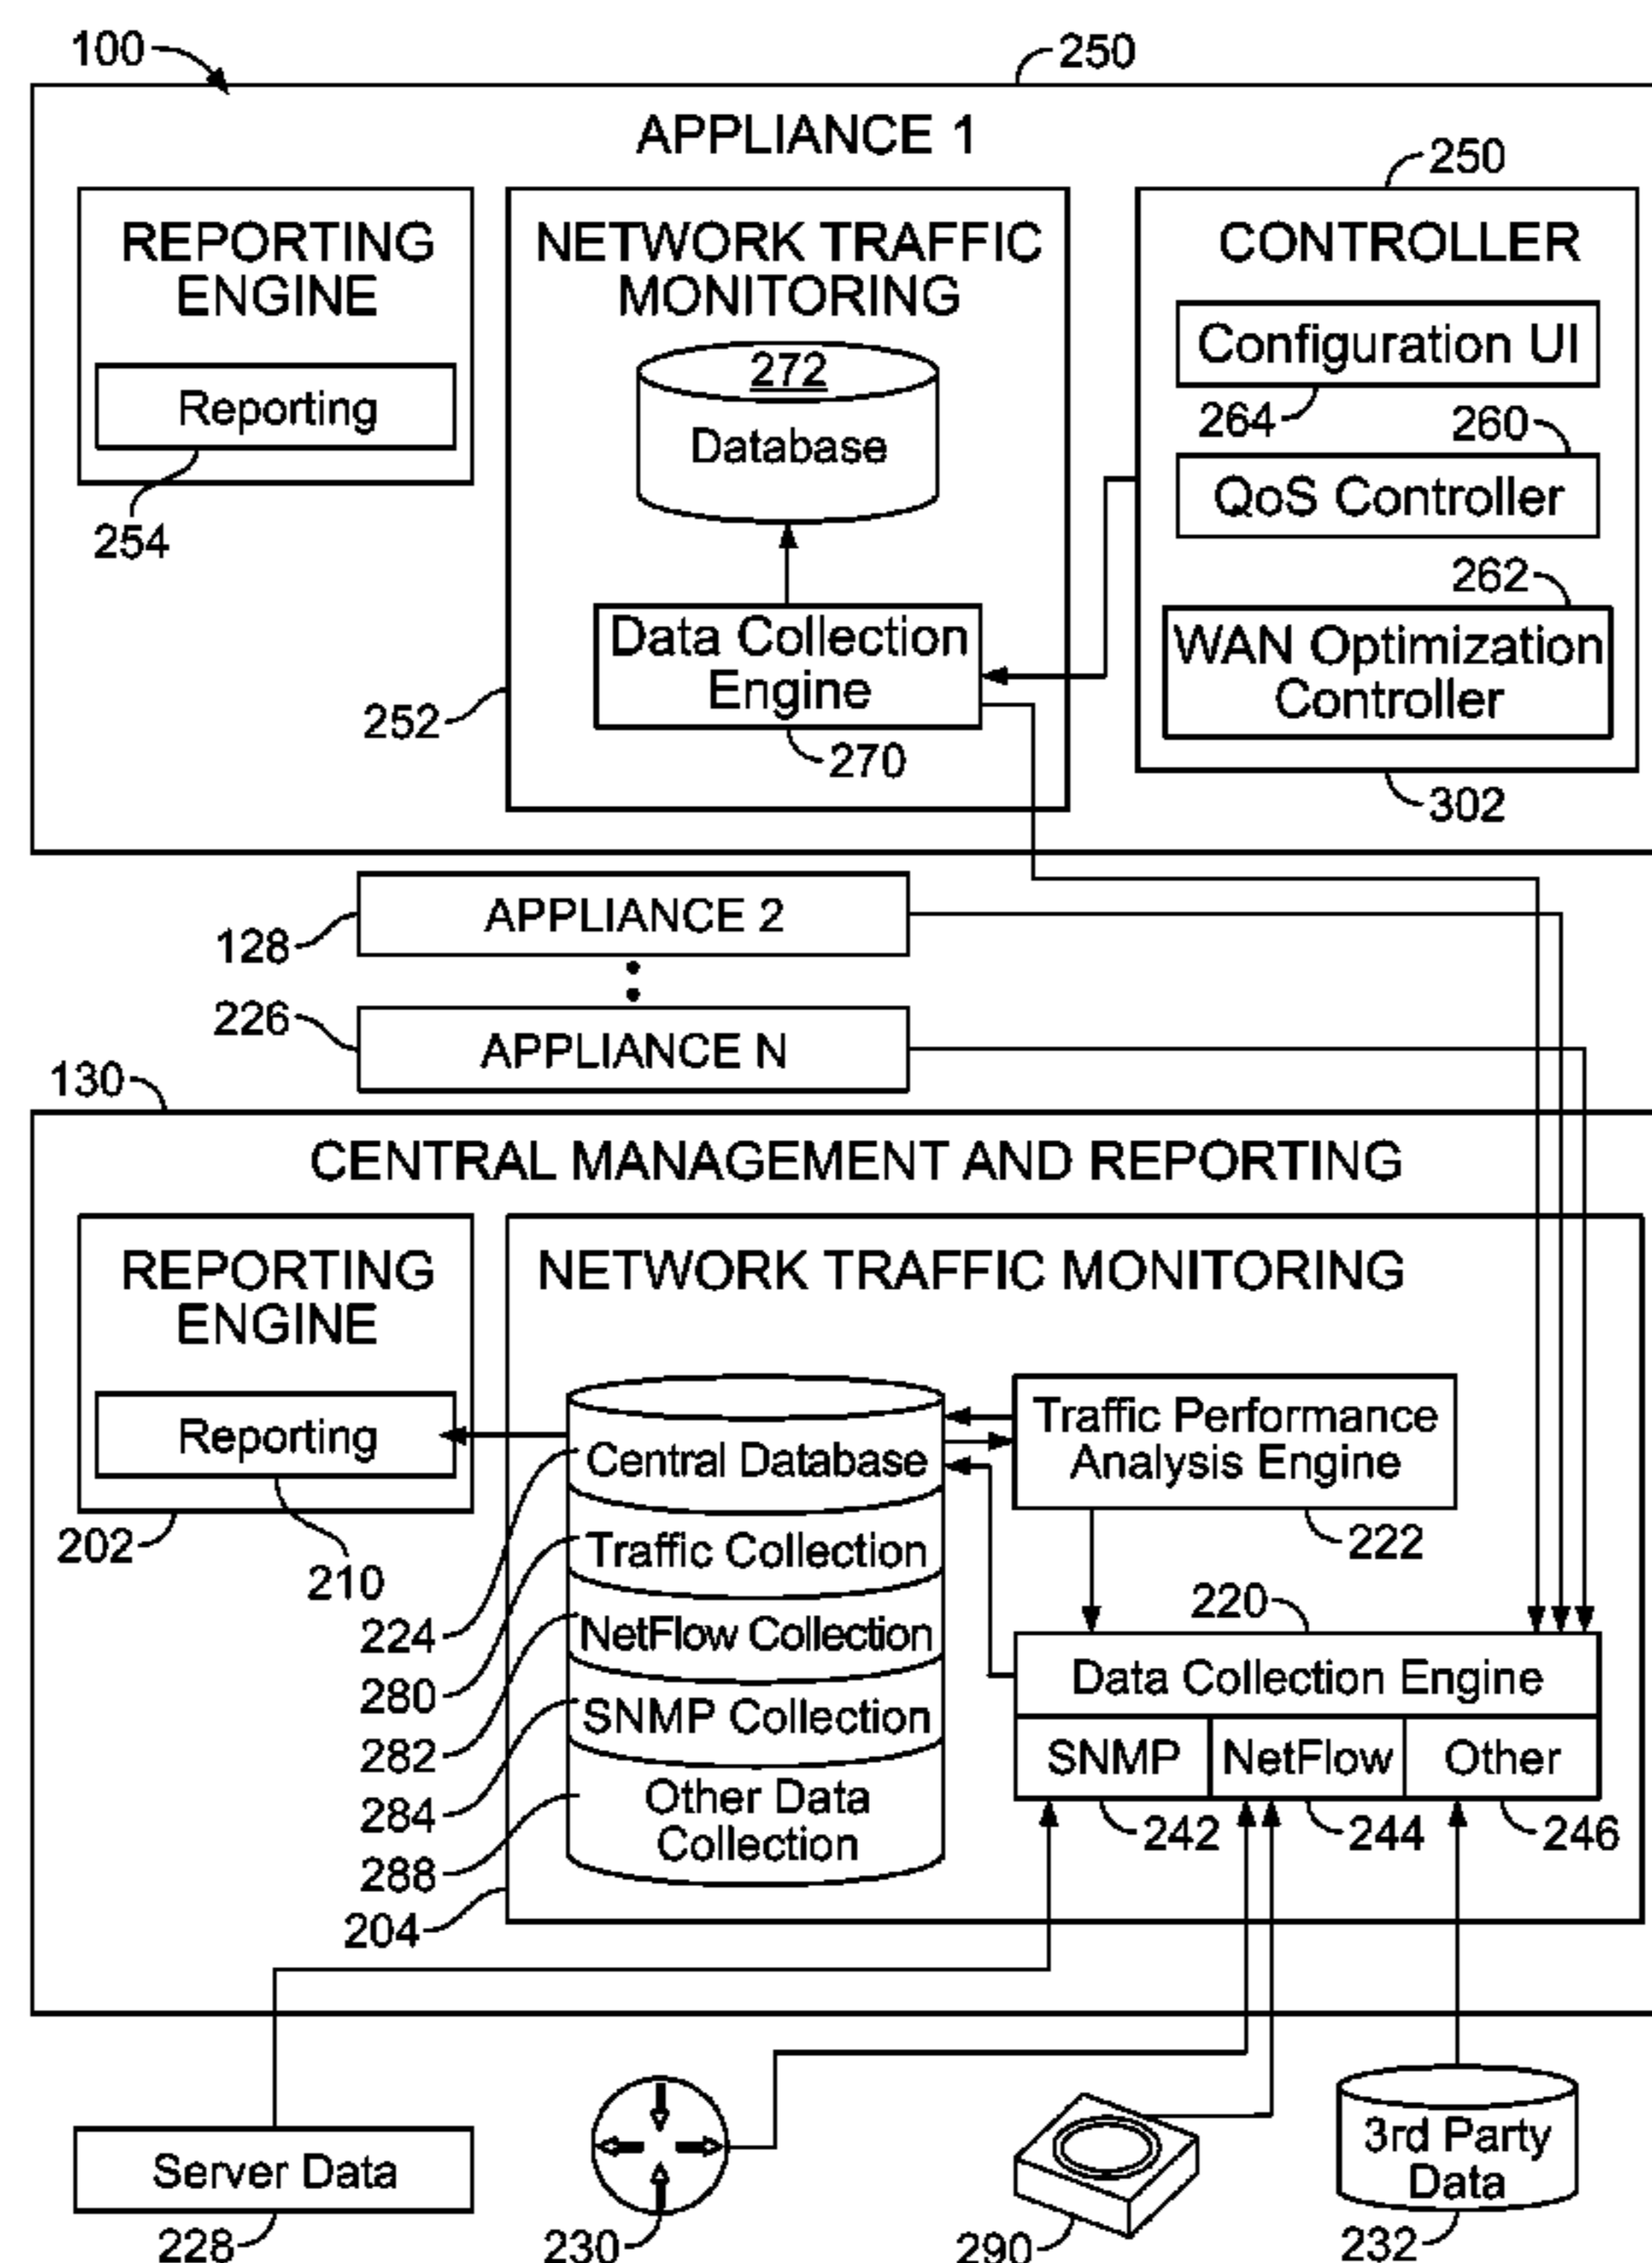 100
250
APPLIANCE 1
250
REPORTING
ENGINE
Reporting
254
NETWORK TRAFFIC
MONITORING
272
Database
Data Collection
Engine
252
270
CONTROLLER
Configuration UI
264
260
QoS Controller
262
WAN Optimization
Controller
302
APPLIANCE 2
128
226
APPLIANCE N
130
CENTRAL MANAGEMENT AND REPORTING
REPORTING
ENGINE
Reporting
202
210
NETWORK TRAFFIC MONITORING
Central Database
Traffic Collection
NetFlow Collection
SNMP Collection
Other Data
Collection
224
280
282
284
288
204
Traffic Performance
Analysis Engine
222
220
Data Collection Engine
SNMP
NetFlow
Other
242
244
246
Server Data
228
230
290
3rd Party
Data
232